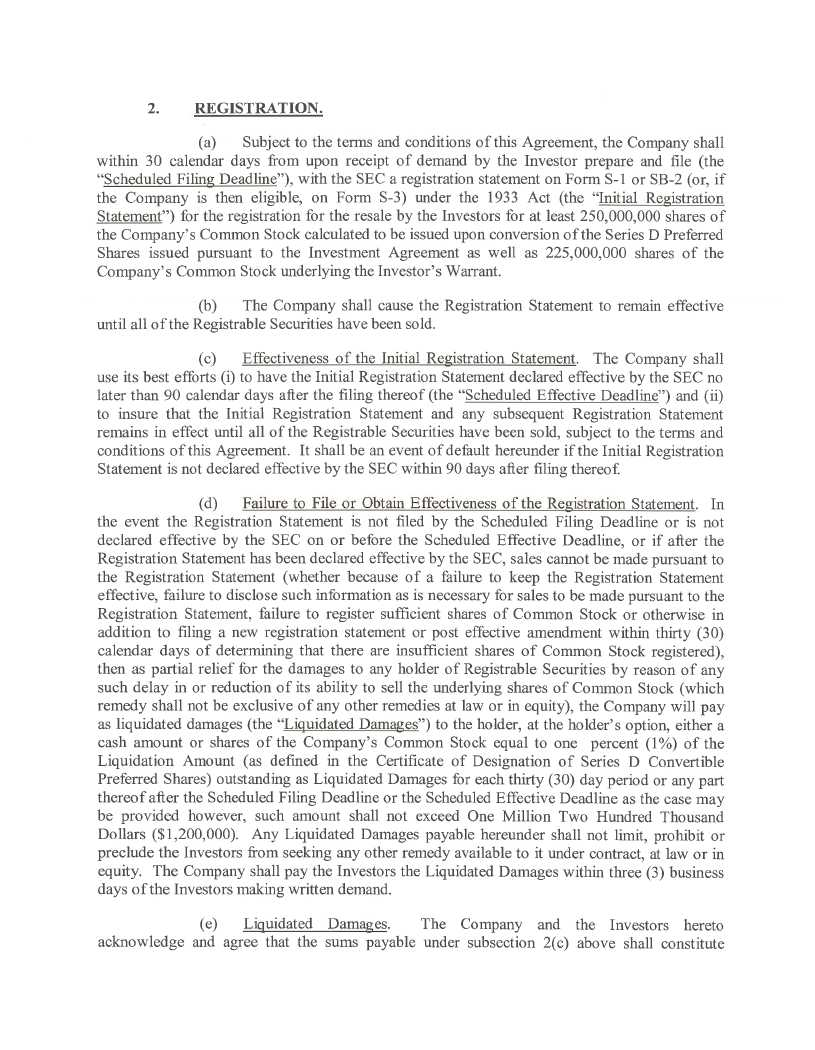 2. REGISTRATION.
(a) Subject to the terms and conditions of this Agreement, the Company shall
within 30 calendar days from upon receipt of demand by the Investor prepare and file (the
“Scheduled Filing Deadline”), with the SEC a registration statement on Form S-1 or SB-2 (or, if
the Company is then eligible, on Form S-3) under the 1933 Act (the “Initial Registration
Statement”) for the registration for the resale by the Investors for at least 250,000,000 shares of
the Company’s Common Stock calculated to be issued upon conversion of the Series D Preferred
Shares issued pursuant to the Investment Agreement as well as 225,000,000 shares of the
Company’s Common Stock underlying the Investor’s Warrant.
(b) The Company shall cause the Registration Statement to remain effective
until all of the Registrable Securities have been sold.
(c) Effectiveness of the Initial Registration Statement. The Company shall
use its best efforts (i) to have the Initial Registration Statement declared effective by the SEC no
later than 90 calendar days after the filing thereof (the “Scheduled Effective Deadline”) and (ii)
to insure that the Initial Registration Statement and any subsequent Registration Statement
remains in effect until all of the Registrable Securities have been sold, subject to the terms and
conditions of this Agreement. It shall be an event of default hereunder if the Initial Registration
Statement is not declared effective by the SEC within 90 days after filing thereof.
(d) Failure to File or Obtain Effectiveness of the Registration Statement. In
the event the Registration Statement is not filed by the Scheduled Filing Deadline or is not
declared effective by the SEC on or before the Scheduled Effective Deadline, or if after the
Registration Statement has been declared effective by the SEC, sales cannot be made pursuant to
the Registration Statement (whether because of a failure to keep the Registration Statement
effective, failure to disclose such information as is necessary for sales to be made pursuant to the
Registration Statement, failure to register sufficient shares of Common Stock or otherwise in
addition to filing a new registration statement or post effective amendment within thirty (30)
calendar days of determining that there are insufficient shares of Common Stock registered),
then as partial relief for the damages to any holder of Registrable Securities by reason of any
such delay in or reduction of its ability to sell the underlying shares of Common Stock (which
remedy shall not be exclusive of any other remedies at law or in equity), the Company will pay
as liquidated damages (the “Liquidated Damages”) to the holder, at the holder’s option, either a
cash amount or shares of the Company’s Common Stock equal to one percent (1%) of the
Liquidation Amount (as defined in the Certificate of Designation of Series D Convertible
Preferred Shares) outstanding as Liquidated Damages for each thirty (30) day period or any part
thereof after the Scheduled Filing Deadline or the Scheduled Effective Deadline as the case may
be provided however, such amount shall not exceed One Million Two Hundred Thousand
Dollars ($1,200,000). Any Liquidated Damages payable hereunder shall not limit, prohibit or
preclude the Investors from seeking any other remedy available to it under contract, at law or in
equity. The Company shall pay the Investors the Liquidated Damages within three (3) business
days of the Investors making written demand.
(e) Liquidated Damages. The Company and the Investors hereto
acknowledge and agree that the sums payable under subsection 2(c) above shall constitute